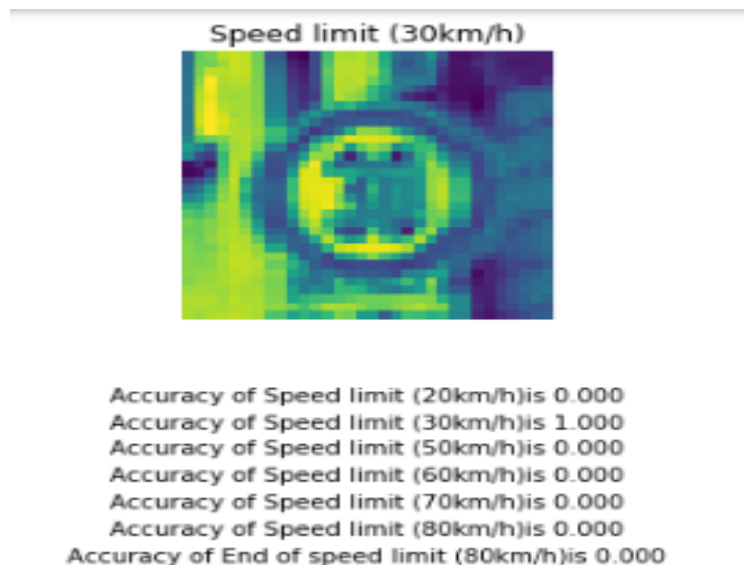 Speed limit (30km/h)
30
Accuracy of Speed limit (20km/h)is 0.000
Accuracy of Speed limit (30km/h)is 1.000
Accuracy of Speed limit (50km/h)is 0.000
Accuracy of Speed limit (60km/h)is 0.000
Accuracy of Speed limit (70km/h)is 0.000
Accuracy of Speed limit (80km/h)is 0.000
Accuracy of End of speed limit (80km/h)is 0.000